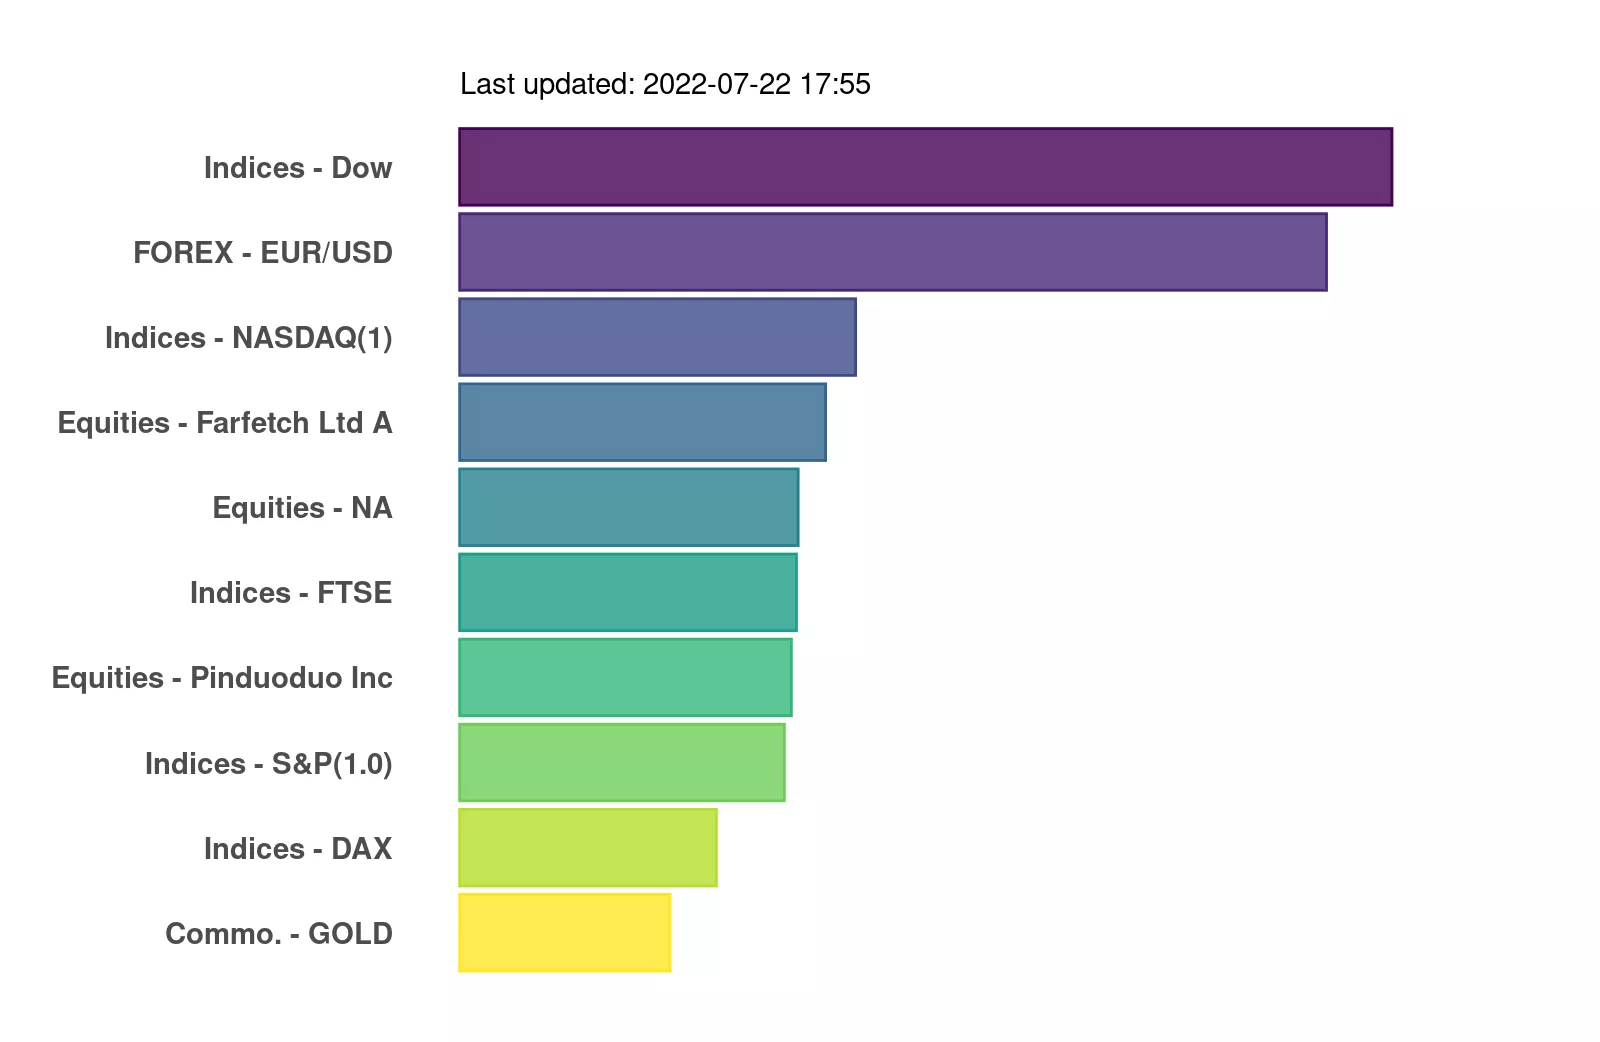 Last updated: 2022-07-22 17:55
Indices - Dow
FOREX - EUR/USD
Indices - NASDAQ(1)
Equities - Farfetch Ltd A
Equities - NA
Indices - FTSE
Equities - Pinduoduo Inc
Indices - S&P(1.0)
Indices - DAX
Commo. - GOLD